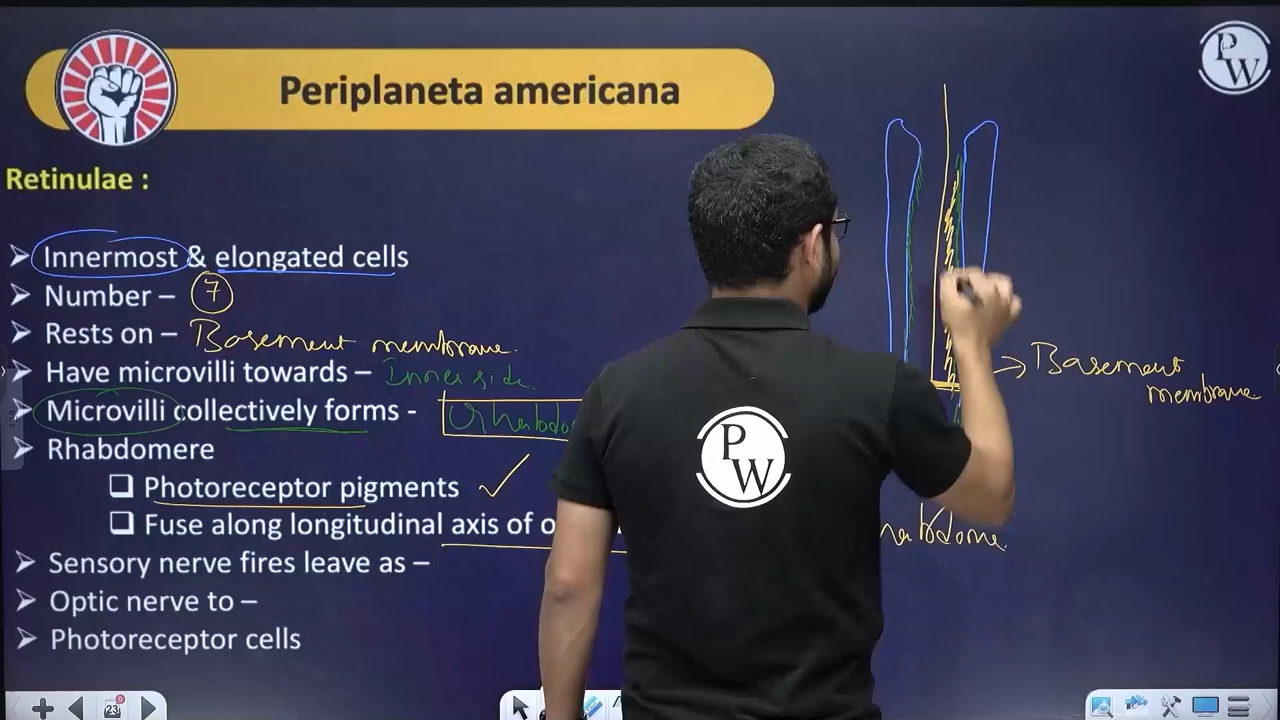 Periplaneta americana
PW
Retinulae :
Innermost & elongated cells
Number – 7
Rests on – Basement membrane.
Have microvilli towards – Inner side.
Microvilli collectively forms -
Rhabdomere
Photoreceptor pigments
Fuse along longitudinal axis of
Sensory nerve fires leave as –
Optic nerve to –
Photoreceptor cells
Basement
membrane
PW
23